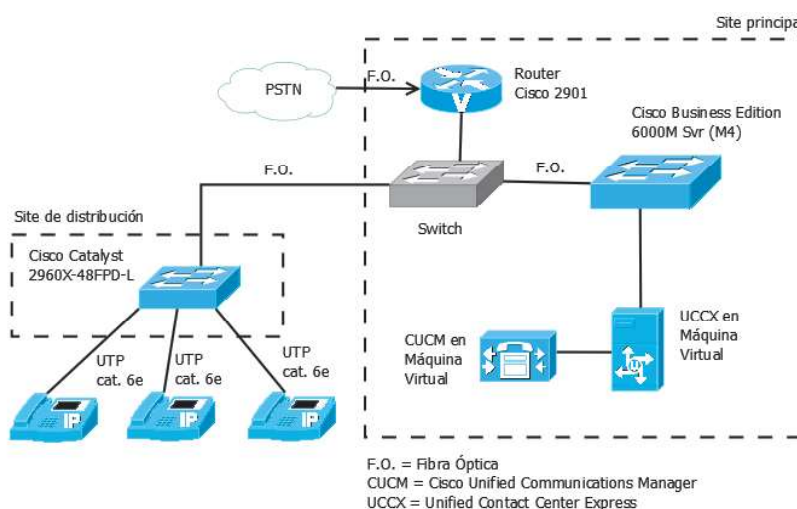 Site principal
PSTN
F.O.
Router
Cisco 2901
V
Cisco Business Edition
6000M Svr (M4)
F.O.
F.O.
Switch
Site de distribución
Cisco Catalyst
2960X-48FPD-L
UCCX en
Máquina
Virtual
U
CUCM en
Máquina
Virtual
UTP
cat. 6e
UTP
cat. 6e
UTP
cat. 6e
IP
IP
IP
F.O. = Fibra Óptica
CUCM = Cisco Unified Communications Manager
UCCX = Unified Contact Center Express